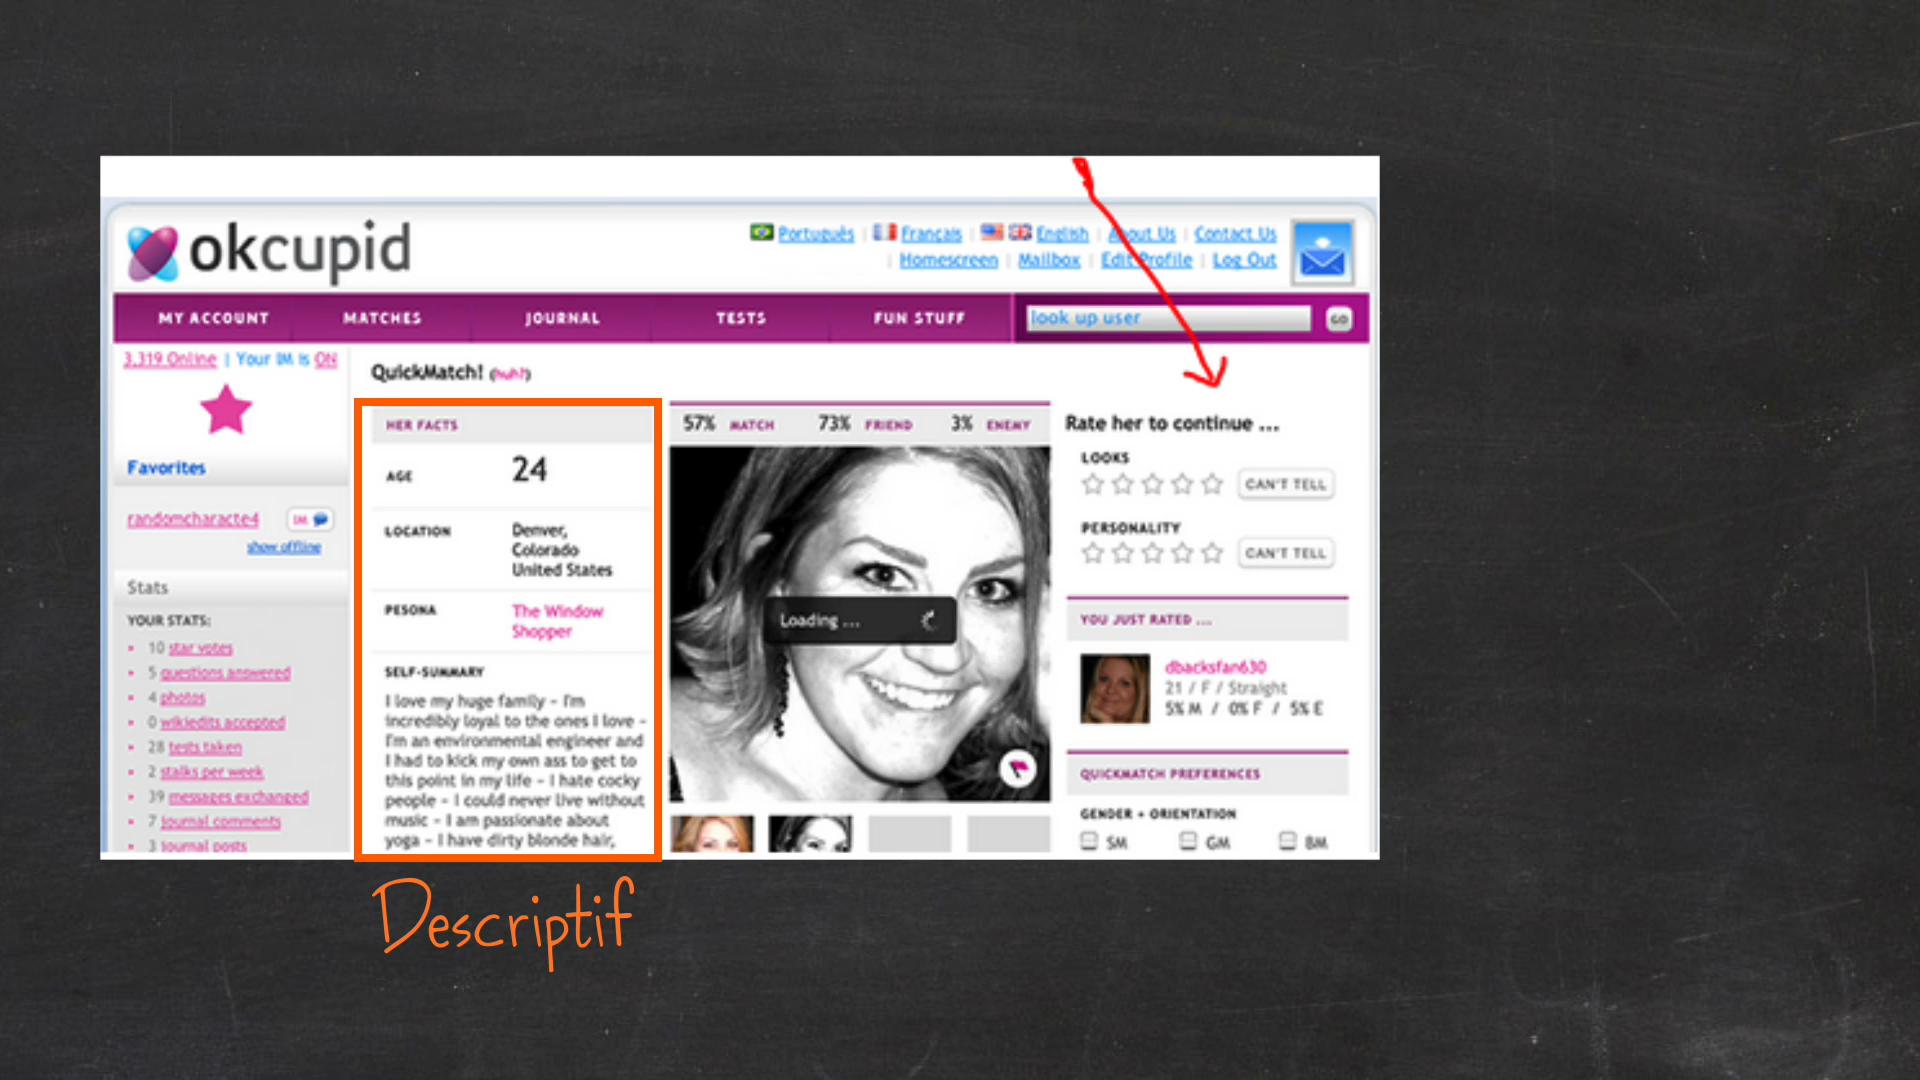 okcupid
Português | Français | English | About Us | Contact Us
| Homescreen | Mailbox | Edit Profile | Log Out
MY ACCOUNT
MATCHES
JOURNAL
TESTS
FUN STUFF
look up user
GO
3,319 Online | Your IM is ON
Favorites
randomcharacte4
IM
show offline
Stats
YOUR STATS:
10 star votes
5 questions answered
4 photos
0 wikiedits accepted
28 tests taken
2 stalks per week
39 messages exchanged
7 journal comments
3 journal posts
QuickMatch! (huh?)
HER FACTS
AGE
24
LOCATION
Denver,
Colorado
United States
PESONA
The Window
Shopper
SELF-SUMMARY
I love my huge family - I'm
incredibly loyal to the ones I love -
I'm an environmental engineer and
I had to kick my own ass to get to
this point in my life - I hate cocky
people - I could never live without
music - I am passionate about
yoga - I have dirty blonde hair,
57% MATCH
73% FRIEND
3% ENEMY
Loading ...
Rate her to continue ...
LOOKS
CAN'T TELL
PERSONALITY
CAN'T TELL
YOU JUST RATED ...
dbacksfan630
21 / F / Straight
5% M / 0% F / 5% E
QUICKMATCH PREFERENCES
GENDER + ORIENTATION
SM
GM
BM
Descriptif